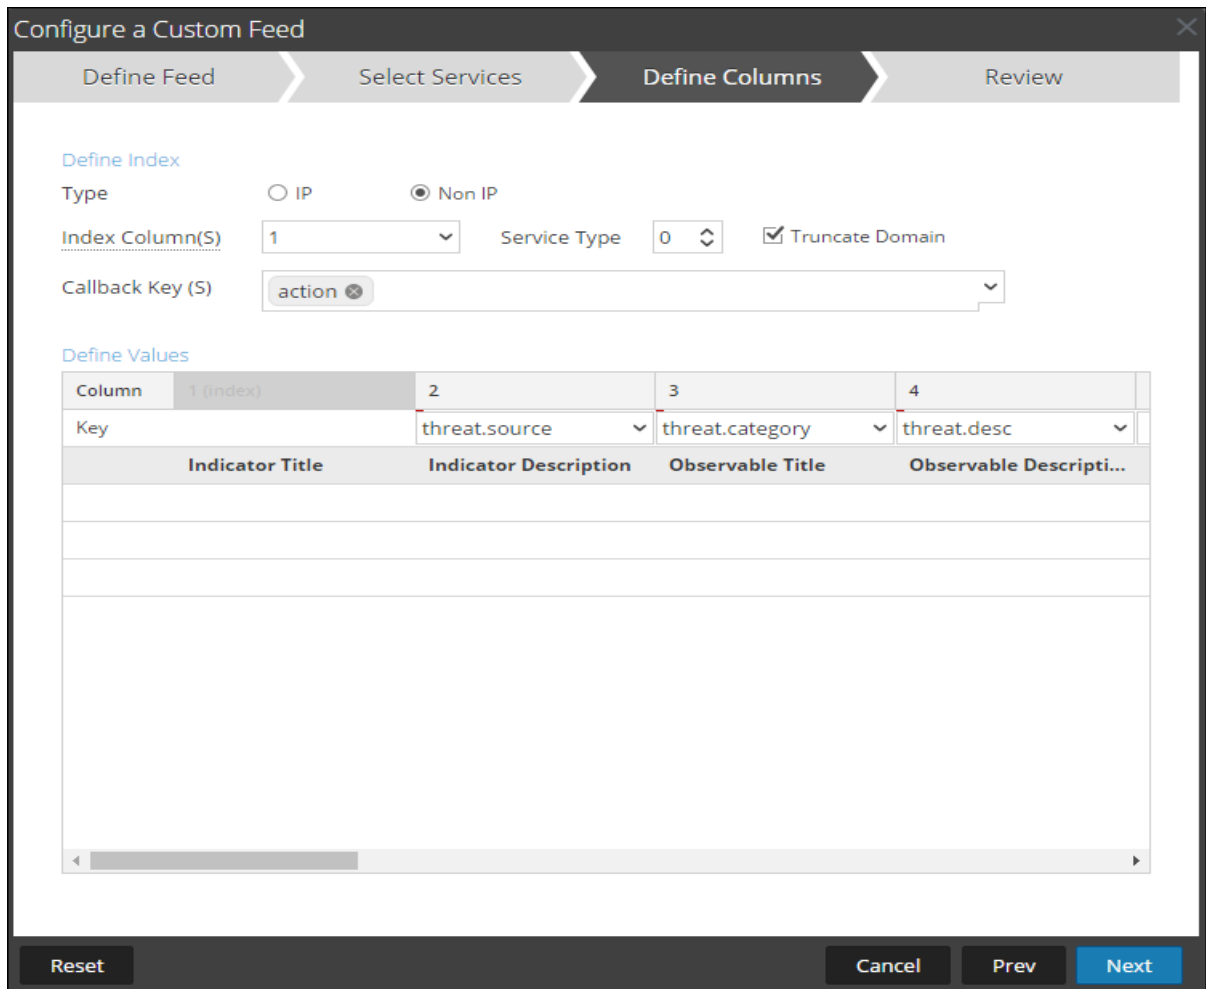 Configure a Custom Feed
Define Feed Select Services Define Columns Review
Define Index
Type IP Non IP
Index Column(S) 1 Service Type 0 Truncate Domain
Callback Key (S) action
Define Values
Column 1 (index) 2 3 4
Key threat.source threat.category threat.desc
Indicator Title Indicator Description Observable Title Observable Descripti...
Reset Cancel Prev Next